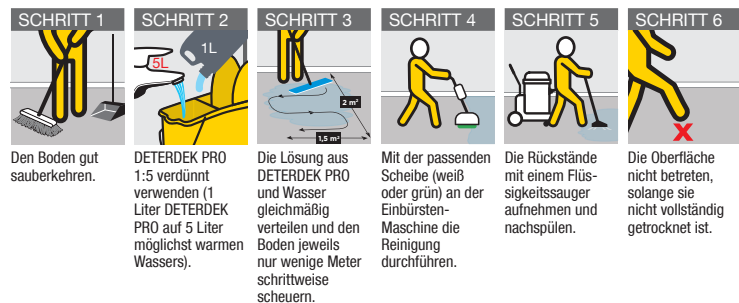 SCHRITT 1
Den Boden gut
sauberkehren.
SCHRITT 2
5L
1L
DETERDEK PRO
1:5 verdünnt
verwenden (1
Liter DETERDEK
PRO auf 5 Liter
möglichst warmen
Wassers).
SCHRITT 3
2 m²
1,5 m²
Die Lösung aus
DETERDEK PRO
und Wasser
gleichmäßig
verteilen und den
Boden jeweils
nur wenige Meter
schrittweise
scheuern.
SCHRITT 4
Mit der passenden
Scheibe (weiß
oder grün) an der
Einbürsten-
Maschine die
Reinigung
durchführen.
SCHRITT 5
Die Rückstände
mit einem Flüs-
sigkeitssauger
aufnehmen und
nachspülen.
SCHRITT 6
X
Die Oberfläche
nicht betreten,
solange sie
nicht vollständig
getrocknet ist.